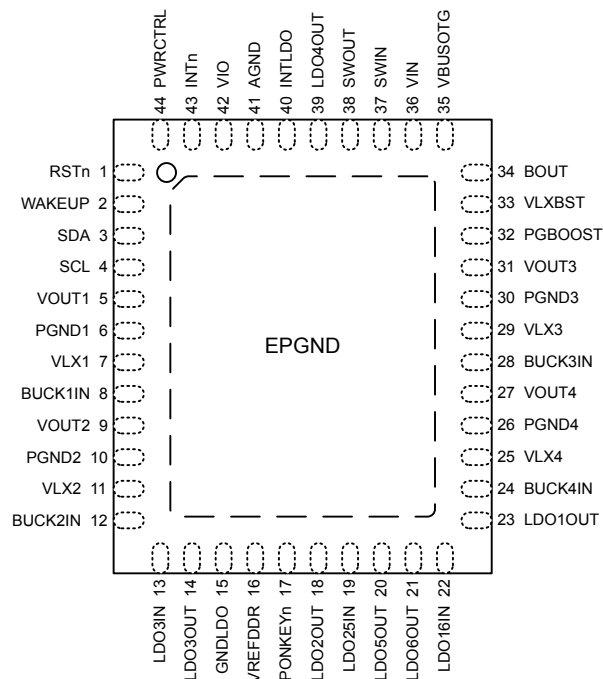 44 PWRCTRL
43 INTn
42 VIO
41 AGND
40 INTLDO
39 LDO4OUT
38 SWOUT
37 SWIN
36 VIN
35 VBUSOTG
RSTn 1
WAKEUP 2
SDA 3
SCL 4
VOUT1 5
PGND1 6
VLX1 7
BUCK1IN 8
VOUT2 9
PGND2 10
VLX2 11
BUCK2IN 12
EPGND
34 BOUT
33 VLXBST
32 PGBOOST
31 VOUT3
30 PGND3
29 VLX3
28 BUCK3IN
27 VOUT4
26 PGND4
25 VLX4
24 BUCK4IN
23 LDO1OUT
LDO3IN 13
LDO3OUT 14
GNDLDO 15
VREFDDR 16
PONKEYn 17
LDO2OUT 18
LDO25IN 19
LDO5OUT 20
LDO6OUT 21
LDO16IN 22